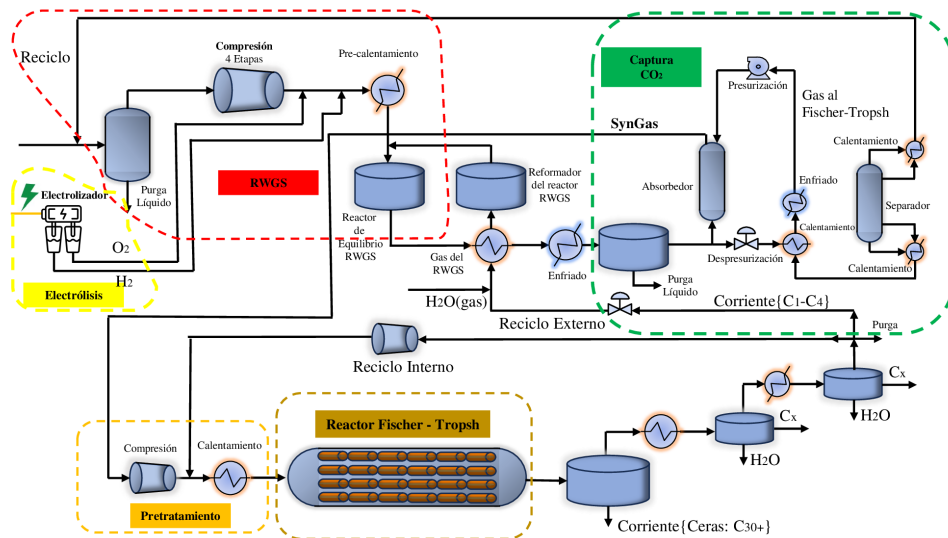 Reciclo
Compresión
4 Etapas
Pre-calentamiento
Captura
CO2
Presurización
Gas al
Fischer-Tropsh
SynGas
Calentamiento
Purga
Líquido
RWGS
Reformador
del reactor
RWGS
Absorbedor
Enfriado
Separador
Electrolizador
Reactor
de
Equilibrio
RWGS
Gas del
RWGS
Enfriado
Despresurización
Calentamiento
Calentamiento
O2
H2
Electrólisis
Purga
Líquido
H2O(gas)
Reciclo Externo
Corriente{C1-C4}
Purga
Reciclo Interno
Cx
H2O
Cx
H2O
Compresión
Calentamiento
Reactor Fischer - Tropsh
Pretratamiento
Corriente{Ceras: C30+}